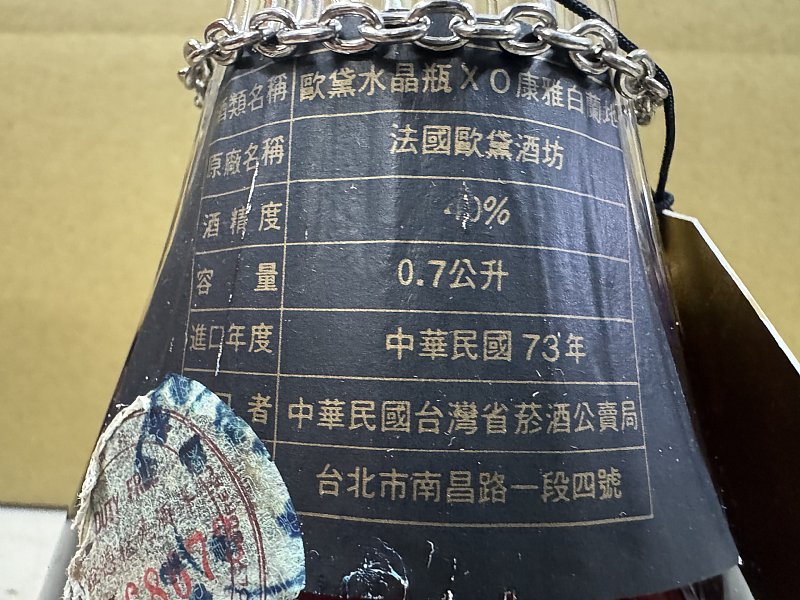 酒類名稱 歐黛水晶瓶XO康雅白蘭地
原廠名稱 法國歐黛酒坊
酒精度 40%
容量 0.7公升
進口年度 中華民國73年
者 中華民國台灣省菸酒公賣局
台北市南昌路一段四號
DUTY FREE